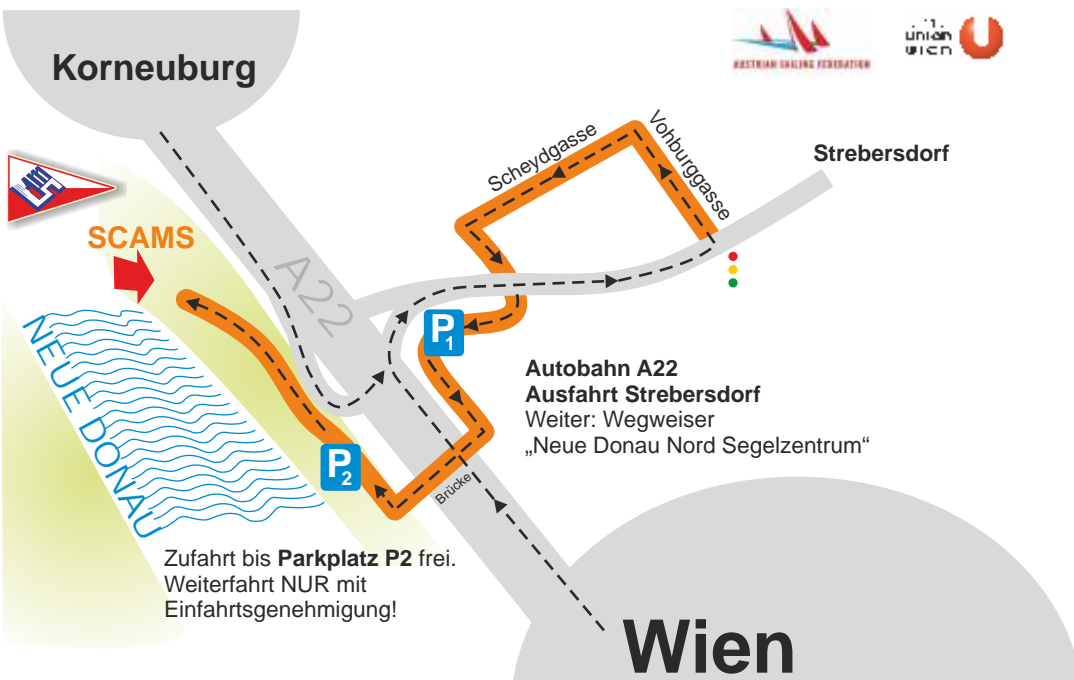 Korneuburg
AUSTRIAN SAILING FEDERATION
union
wien
Scheydgasse
Vohburggasse
Strebersdorf
SCAMS
A22
P1
NEUE DONAU
Autobahn A22
Ausfahrt Strebersdorf
Weiter: Wegweiser
„Neue Donau Nord Segelzentrum“
P2
Brücke
Zufahrt bis Parkplatz P2 frei.
Weiterfahrt NUR mit
Einfahrtsgenehmigung!
Wien